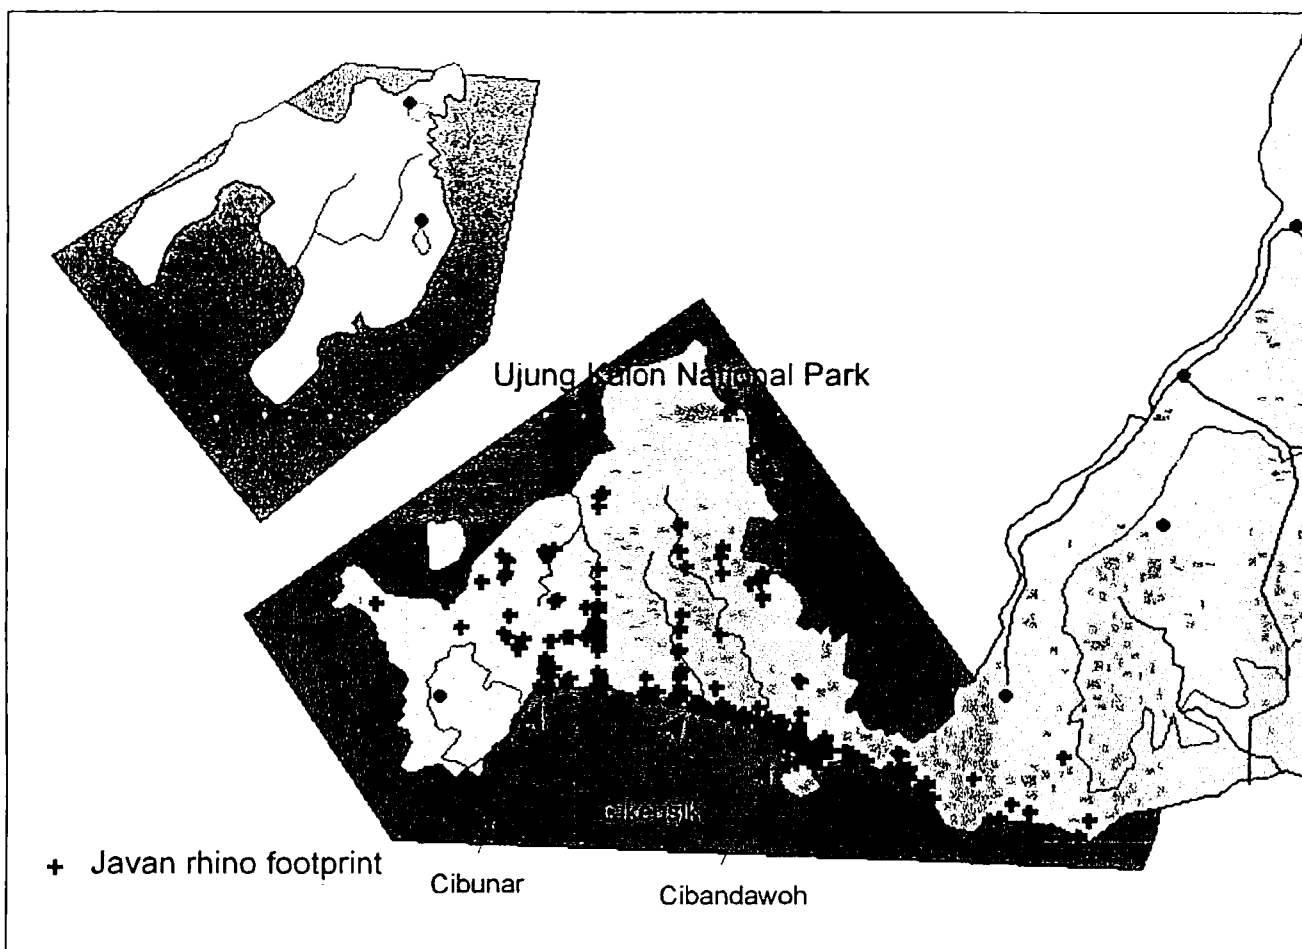 Ujung Kulon National Park
cikeusik
+ Javan rhino footprint
Cibunar
Cibandawoh